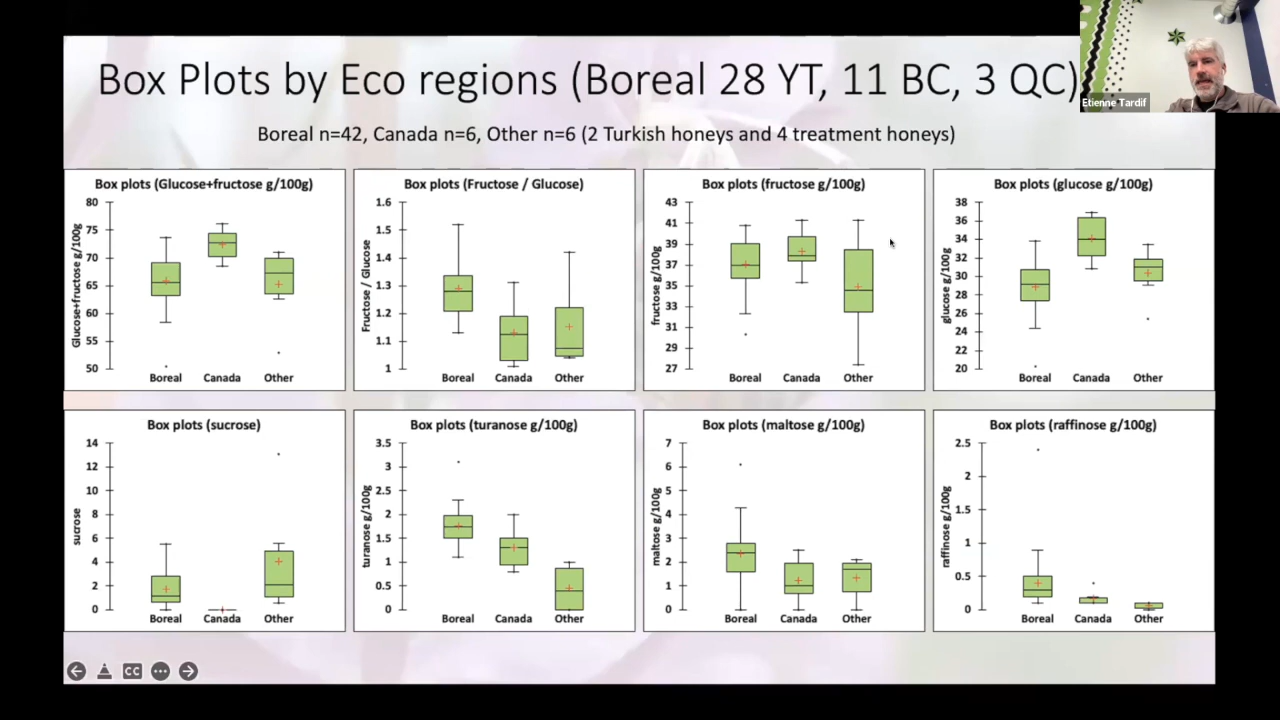 Box Plots by Eco regions (Boreal 28 YT, 11 BC, 3 QC)
Etienne Tardif
Boreal n=42, Canada n=6, Other n=6 (2 Turkish honeys and 4 treatment honeys)
Box plots (Glucose+fructose g/100g)
Glucose+fructose g/100g
80
75
70
65
60
55
50
Boreal Canada Other
Box plots (Fructose / Glucose)
Fructose / Glucose
1.6
1.5
1.4
1.3
1.2
1.1
1
Boreal Canada Other
Box plots (fructose g/100g)
fructose g/100g
43
41
39
37
35
33
31
29
27
Boreal Canada Other
Box plots (glucose g/100g)
glucose g/100g
38
36
34
32
30
28
26
24
22
20
Boreal Canada Other
Box plots (sucrose)
sucrose
14
12
10
8
6
4
2
0
Boreal Canada Other
Box plots (turanose g/100g)
turanose g/100g
3.5
3
2.5
2
1.5
1
0.5
0
Boreal Canada Other
Box plots (maltose g/100g)
maltose g/100g
7
6
5
4
3
2
1
0
Boreal Canada Other
Box plots (raffinose g/100g)
raffinose g/100g
2.5
2
1.5
1
0.5
0
Boreal Canada Other
CC